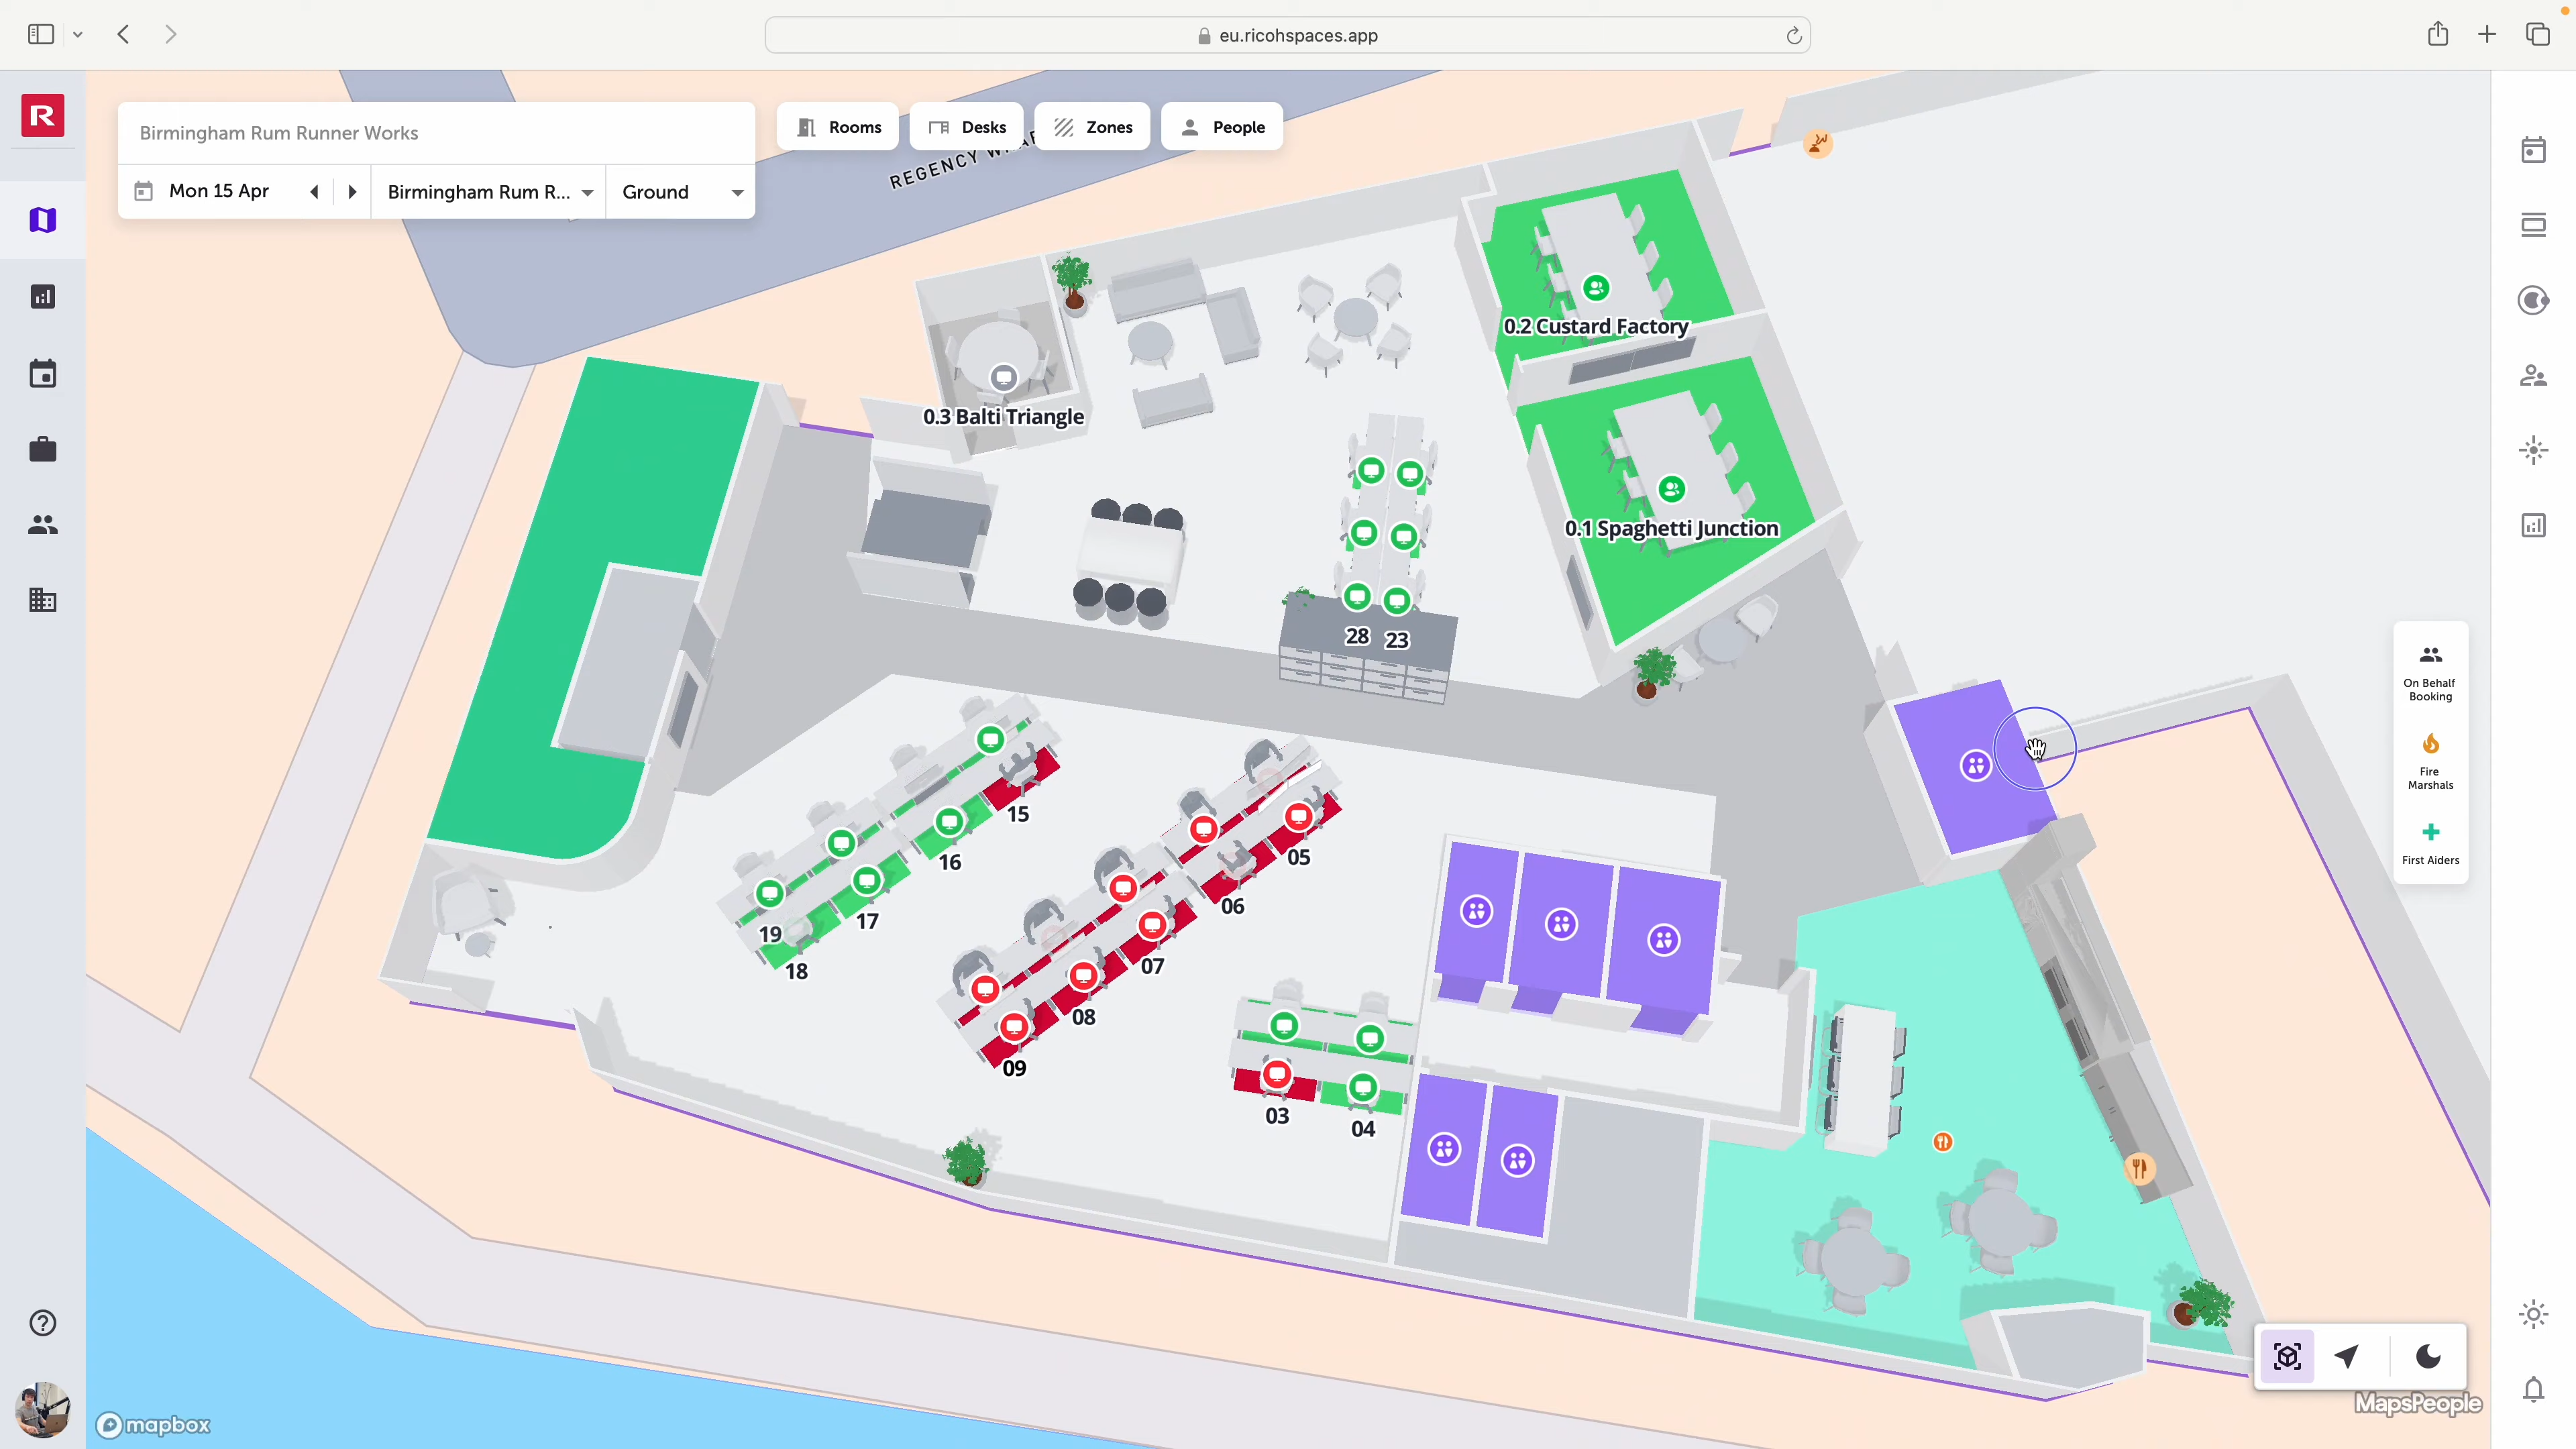 eu.ricohspaces.app
R
Birmingham Rum Runner Works
Mon 15 Apr
Birmingham Rum R...
Ground
Rooms
Desks
Zones
People
REGENCY
0.2 Custard Factory
0.3 Balti Triangle
0.1 Spaghetti Junction
28 23
On Behalf
Booking
Fire
Marshals
First Aiders
15
16
05
06
17
19
07
18
08
09
03
04
mapbox
MapsPeople